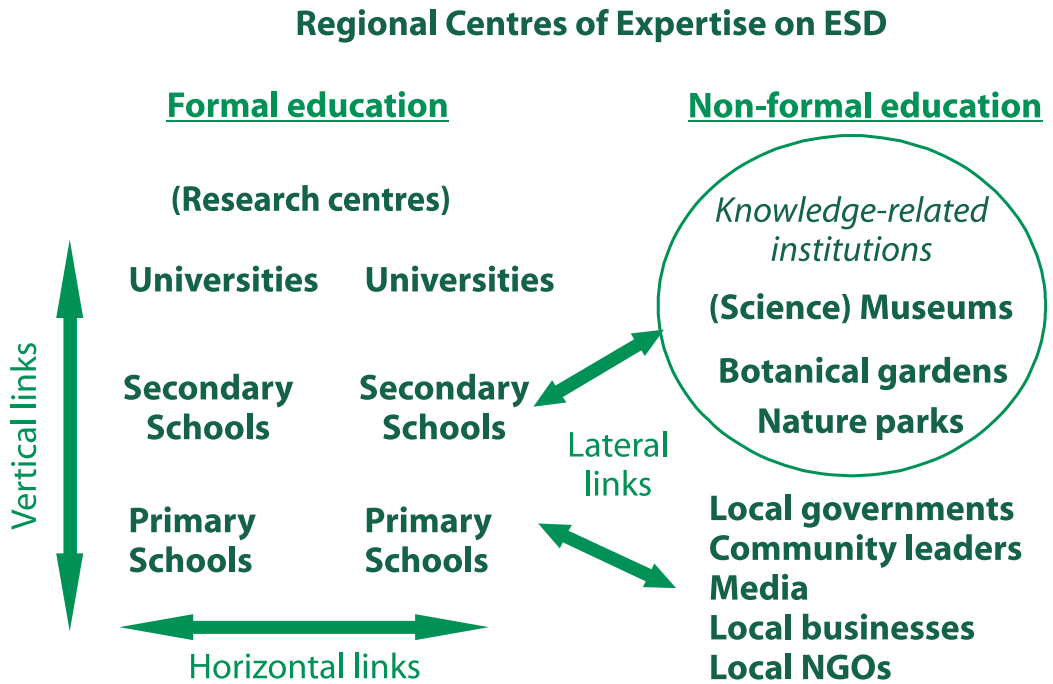 Regional Centres of Expertise on ESD
Formal education
(Research centres)
Universities
Universities
Secondary
Schools
Secondary
Schools
Primary
Schools
Primary
Schools
Vertical links
Horizontal links
Lateral
links
Non-formal education
Knowledge-related
institutions
(Science) Museums
Botanical gardens
Nature parks
Local governments
Community leaders
Media
Local businesses
Local NGOs